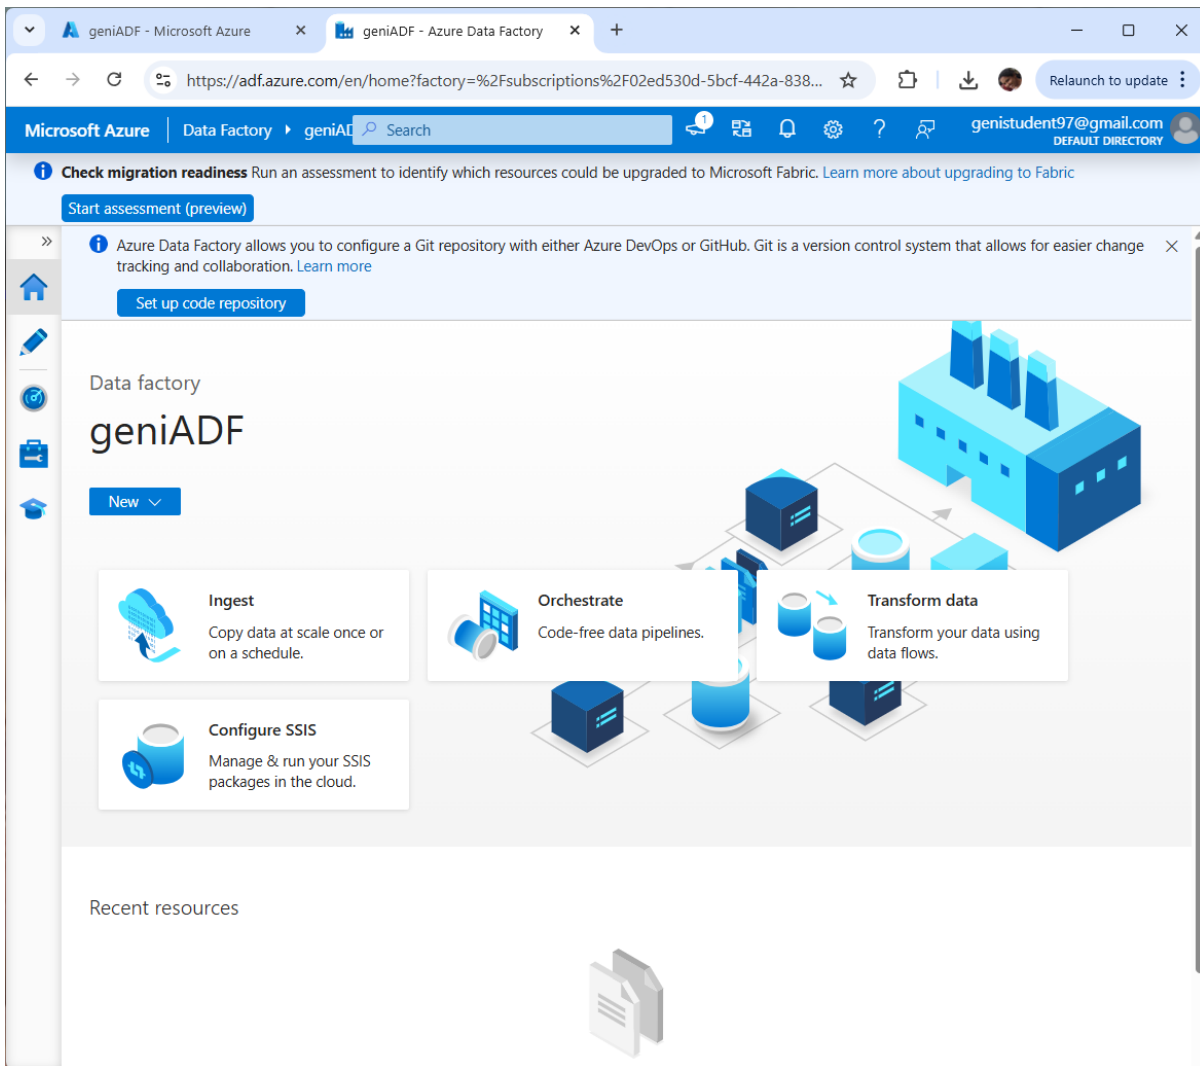 geniADF - Microsoft Azure
geniADF - Azure Data Factory
https://adf.azure.com/en/home?factory=%2Fsubscriptions%2F02ed530d-5bcf-442a-838...
Relaunch to update
Microsoft Azure
Data Factory
geniAD
Search
1
genistudent97@gmail.com
DEFAULT DIRECTORY
Check migration readiness Run an assessment to identify which resources could be upgraded to Microsoft Fabric. Learn more about upgrading to Fabric
Start assessment (preview)
Azure Data Factory allows you to configure a Git repository with either Azure DevOps or GitHub. Git is a version control system that allows for easier change
tracking and collaboration. Learn more
Set up code repository
Data factory
geniADF
New
Ingest
Copy data at scale once or
on a schedule.
Orchestrate
Code-free data pipelines.
Transform data
Transform your data using
data flows.
Configure SSIS
Manage & run your SSIS
packages in the cloud.
Recent resources